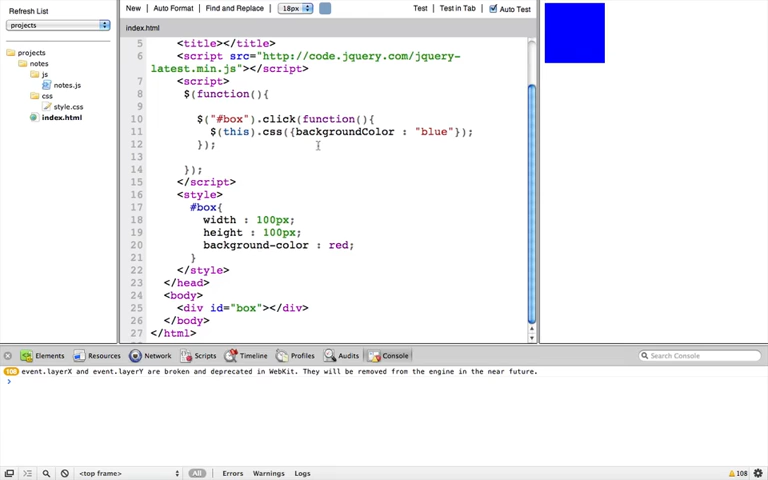 Refresh List
projects
projects
notes
js
notes.js
css
style.css
index.html
New Auto Format Find and Replace 18px Test Test in Tab Auto Test
index.html
5 <title></title>
6 <script src="http://code.jquery.com/jquery-
latest.min.js"></script>
7 <script>
8 $(function(){
9
10 $("#box").click(function(){
11 $(this).css({backgroundColor : "blue"});
12 });
13
14 });
15 </script>
16 <style>
17 #box{
18 width : 100px;
19 height : 100px;
20 background-color : red;
21 }
22 </style>
23 </head>
24 <body>
25 <div id="box"></div>
26 </body>
27 </html>
Elements Resources Network Scripts Timeline Profiles Audits Console Search Console
108 event.layerX and event.layerY are broken and deprecated in WebKit. They will be removed from the engine in the near future.
>
<top frame> All Errors Warnings Logs 108